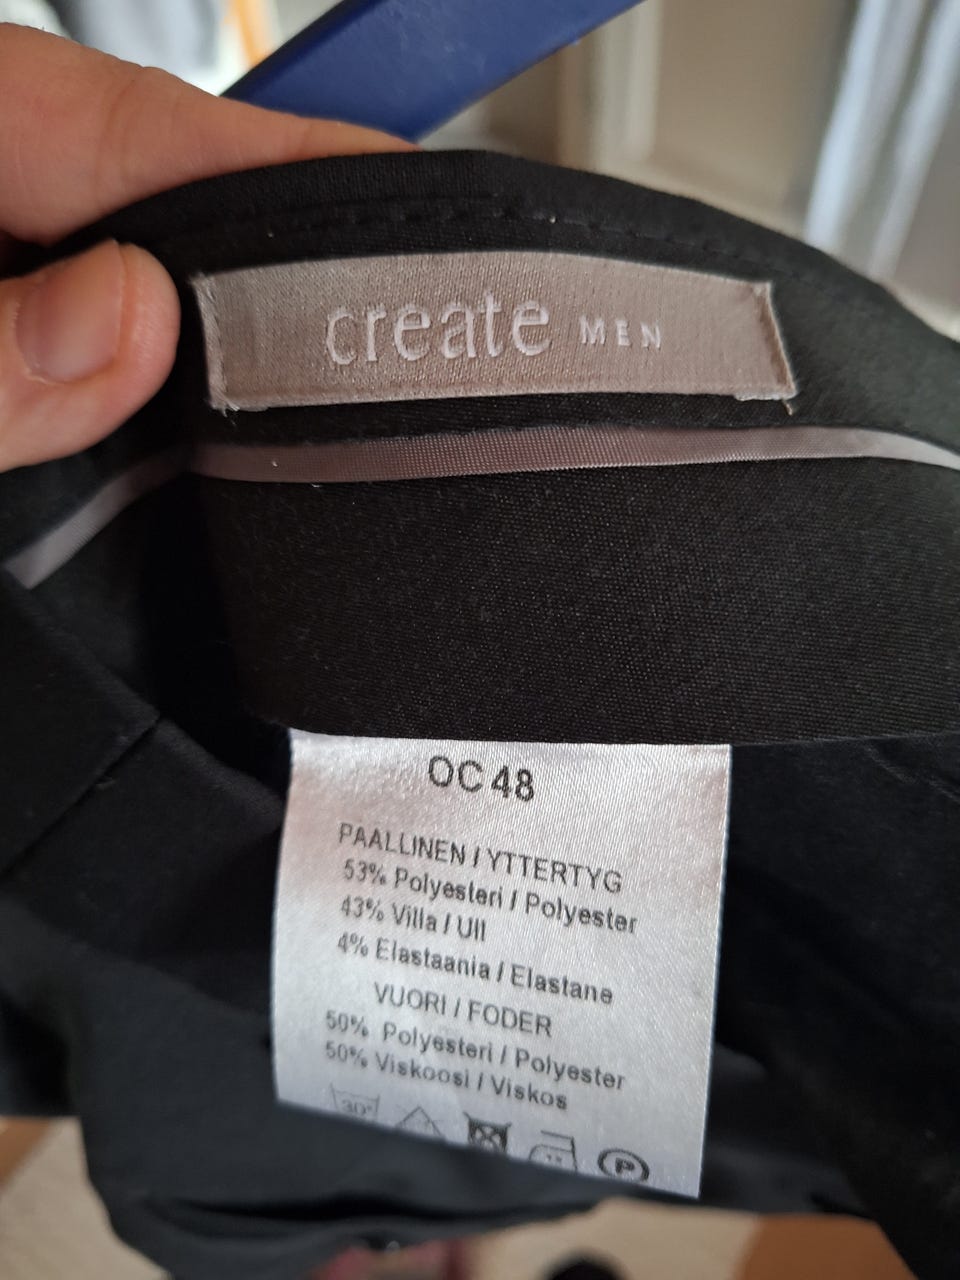 create MEN
OC48
PAALLINEN / YTTERTYG
53% Polyesteri / Polyester
43% Villa / Ull
4% Elastaania / Elastane
VUORI / FODER
50% Polyesteri / Polyester
50% Viskoosi / Viskos
30°
P